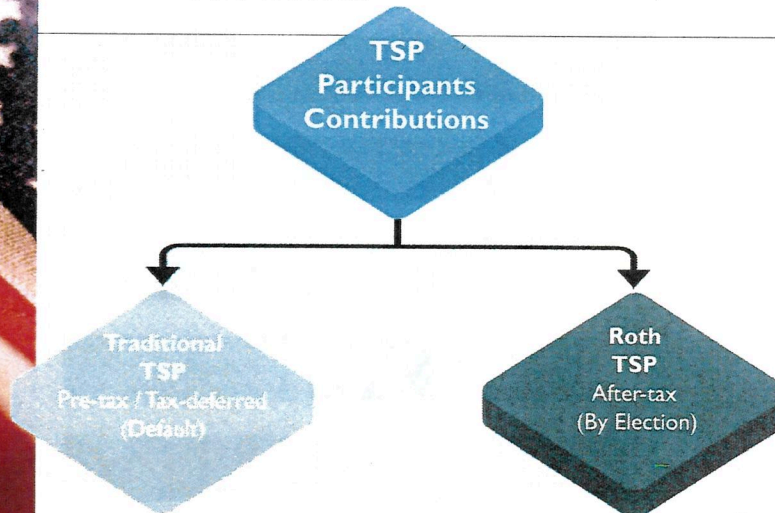 TSP
Participants
Contributions
Traditional
TSP
Pre-tax / Tax-deferred
(Default)
Roth
TSP
After-tax
(By Election)